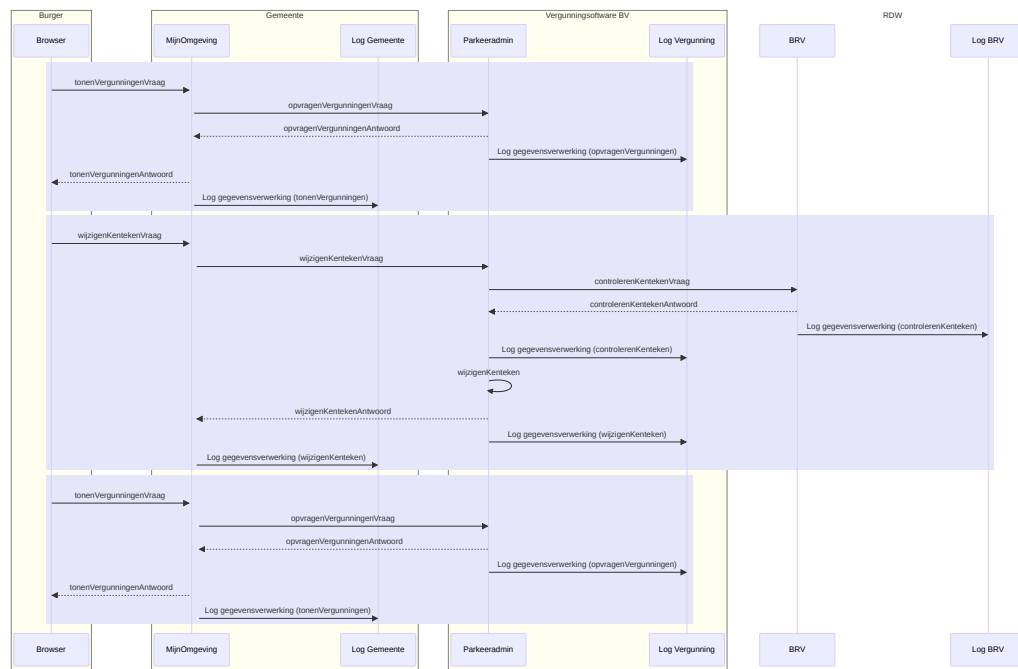 Burger
Gemeente
Vergunningsoftware BV
RDW
Browser
MijnOmgeving
Log Gemeente
Parkeeradmin
Log Vergunning
BRV
Log BRV
tonenVergunningenVraag
opvragenVergunningenVraag
opvragenVergunningenAntwoord
Log gegevensverwerking (opvragenVergunningen)
tonenVergunningenAntwoord
Log gegevensverwerking (tonenVergunningen)
wijzigenKentekenVraag
wijzigenKentekenVraag
controlerenKentekenVraag
controlerenKentekenAntwoord
Log gegevensverwerking (controlerenKenteken)
Log gegevensverwerking (controlerenKenteken)
wijzigenKenteken
wijzigenKentekenAntwoord
Log gegevensverwerking (wijzigenKenteken)
Log gegevensverwerking (wijzigenKenteken)
tonenVergunningenVraag
opvragenVergunningenVraag
opvragenVergunningenAntwoord
Log gegevensverwerking (opvragenVergunningen)
tonenVergunningenAntwoord
Log gegevensverwerking (tonenVergunningen)
Browser
MijnOmgeving
Log Gemeente
Parkeeradmin
Log Vergunning
BRV
Log BRV